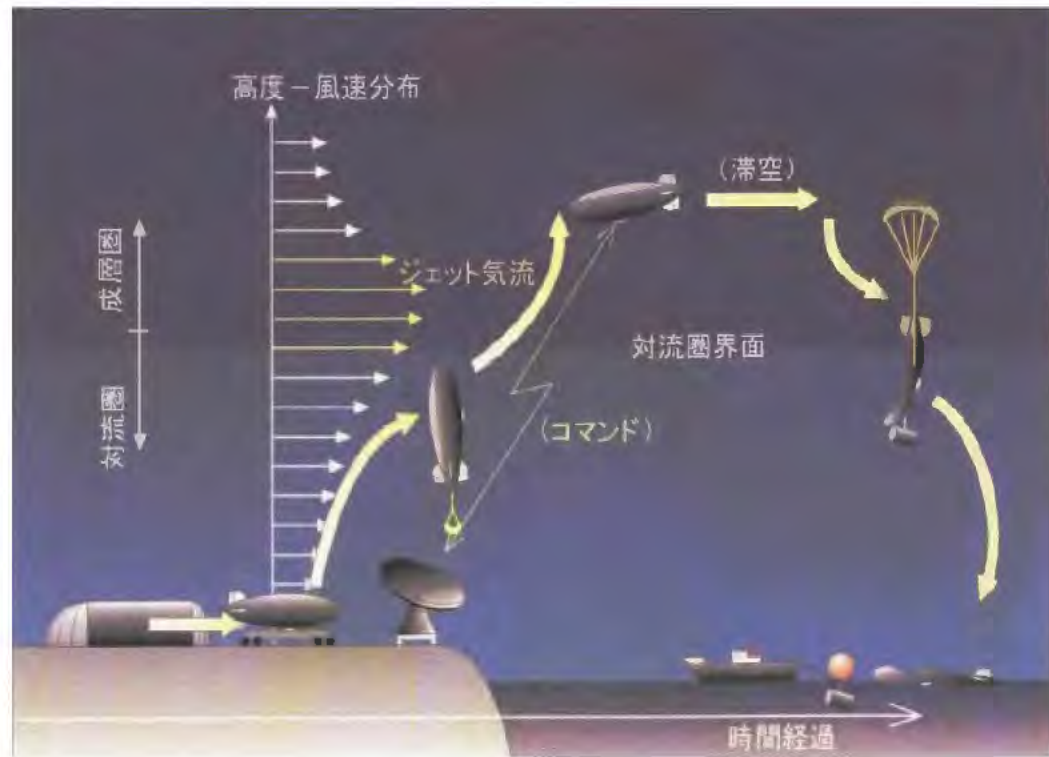 高度－風速分布
(滞空)
成層圏
ジェット気流
対流圏界面
対流圏
(コマンド)
時間経過